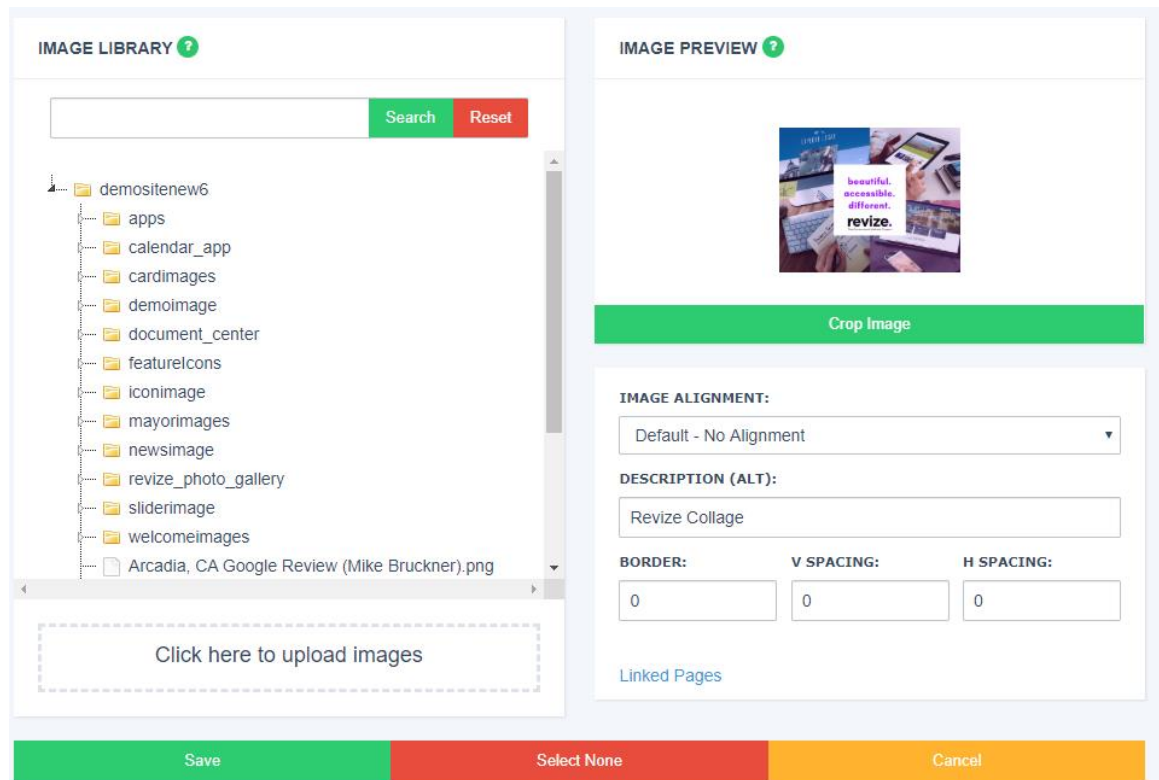 IMAGE LIBRARY ?
Search Reset
demositenew6
apps
calendar_app
cardimages
demoimage
document_center
featureIcons
iconimage
mayorimages
newsimage
revize_photo_gallery
sliderimage
welcomeimages
Arcadia, CA Google Review (Mike Bruckner).png
Click here to upload images
IMAGE PREVIEW ?
beautiful.
accessible.
different.
revize.
Crop Image
IMAGE ALIGNMENT:
Default - No Alignment
DESCRIPTION (ALT):
Revize Collage
BORDER: V SPACING: H SPACING:
0 0 0
Linked Pages
Save Select None Cancel